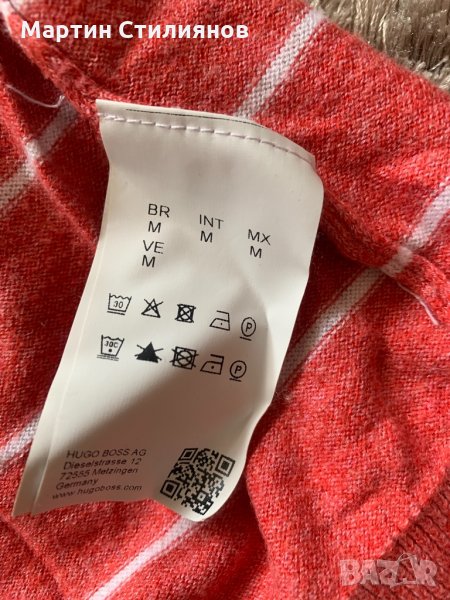 Мартин Стилиянов
BR
M
INT
M
MX
M
VE
M
30
P
30C
P
HUGO BOSS AG
Dieselstrasse 12
72555 Metzingen
Germany
www.hugoboss.com
BAZAR